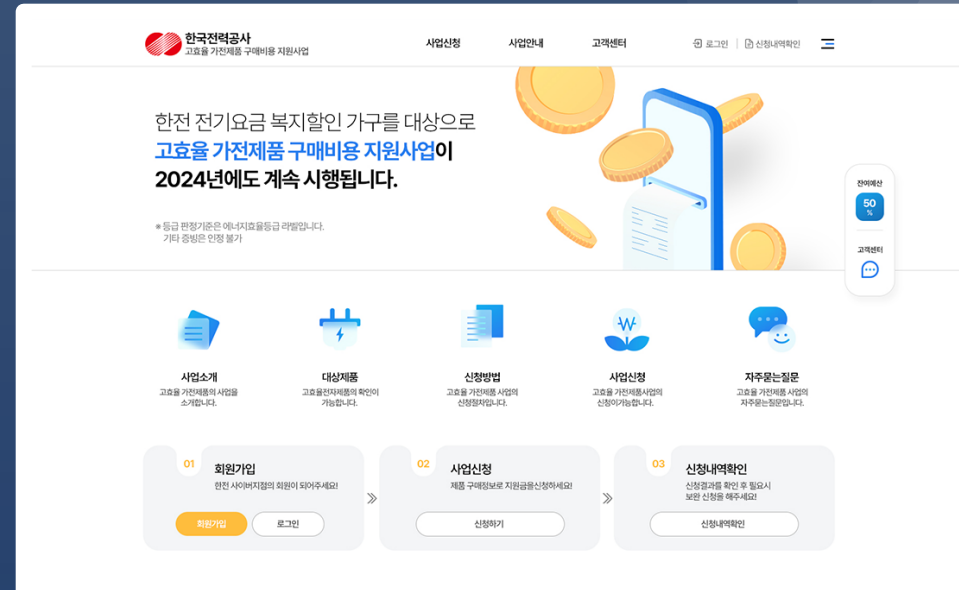 한국전력공사
고효율 가전제품 구매비용 지원사업
사업신청
사업안내
고객센터
로그인
신청내역확인
한전 전기요금 복지할인 가구를 대상으로
고효율 가전제품 구매비용 지원사업이
2024년에도 계속 시행됩니다.
※ 등급 판정기준은 에너지효율등급 라벨입니다.
기타 증빙은 인정 불가
잔여예산
50
%
고객센터
사업소개
고효율 가전제품의 사업을
소개합니다.
대상제품
고효율전자제품의 확인이
가능합니다.
신청방법
고효율 가전제품 사업의
신청절차입니다.
사업신청
고효율 가전제품사업의
신청이가능합니다.
자주묻는질문
고효율 가전제품 사업의
자주묻는질문입니다.
01
회원가입
한전 사이버지점의 회원이 되어주세요!
회원가입
로그인
02
사업신청
제품 구매정보로 지원금을신청하세요!
신청하기
03
신청내역확인
신청결과를 확인 후 필요시
보완 신청을 해주세요!
신청내역확인